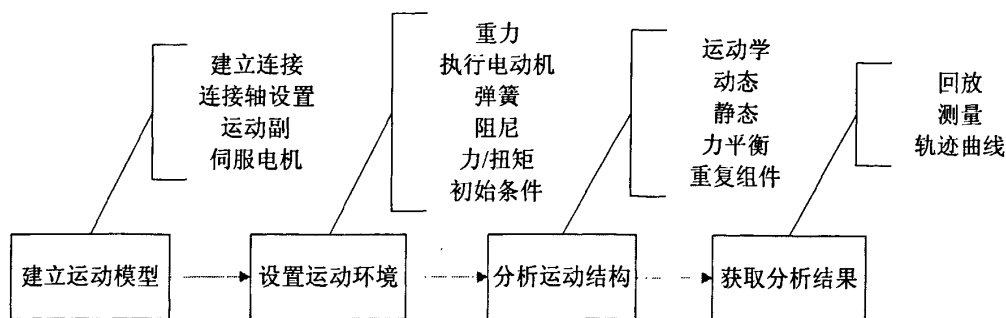 建立连接
连接轴设置
运动副
伺服电机
重力
执行电动机
弹簧
阻尼
力/扭矩
初始条件
运动学
动态
静态
力平衡
重复组件
回放
测量
轨迹曲线
建立运动模型
设置运动环境
分析运动结构
获取分析结果